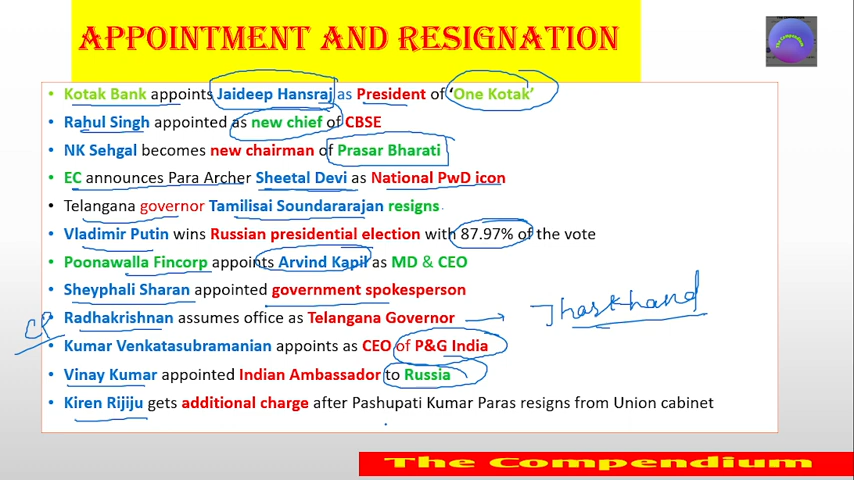 APPOINTMENT AND RESIGNATION
The Compendium
• Kotak Bank appoints Jaideep Hansraj as President of ‘One Kotak’
• Rahul Singh appointed as new chief of CBSE
• NK Sehgal becomes new chairman of Prasar Bharati
• EC announces Para Archer Sheetal Devi as National PwD icon
• Telangana governor Tamilisai Soundararajan resigns
• Vladimir Putin wins Russian presidential election with 87.97% of the vote
• Poonawalla Fincorp appoints Arvind Kapil as MD & CEO
• Sheyphali Sharan appointed government spokesperson
CP
• Radhakrishnan assumes office as Telangana Governor → Jharkhand
• Kumar Venkatasubramanian appoints as CEO of P&G India
• Vinay Kumar appointed Indian Ambassador to Russia
• Kiren Rijiju gets additional charge after Pashupati Kumar Paras resigns from Union cabinet
The Compendium